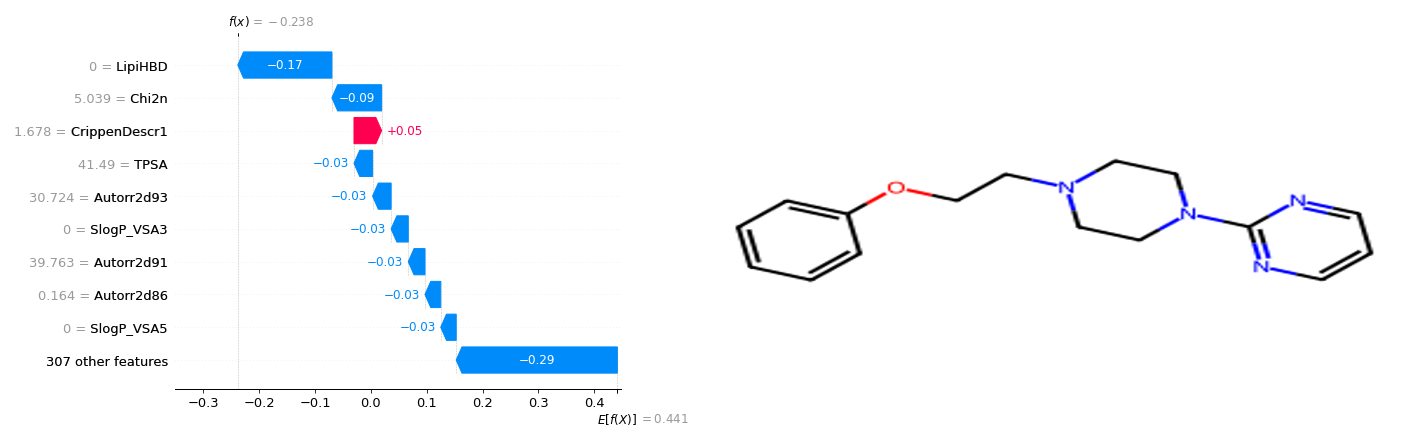 f(x) = −0.238
0 = LipiHBD
−0.17
5.039 = Chi2n
−0.09
1.678 = CrippenDescr1
+0.05
41.49 = TPSA
−0.03
30.724 = Autorr2d93
−0.03
0 = SlogP_VSA3
−0.03
39.763 = Autorr2d91
−0.03
0.164 = Autorr2d86
−0.03
0 = SlogP_VSA5
−0.03
307 other features
−0.29
−0.3 −0.2 −0.1 0.0 0.1 0.2 0.3 0.4
E[f(X)] = 0.441
O
N
N
N
N